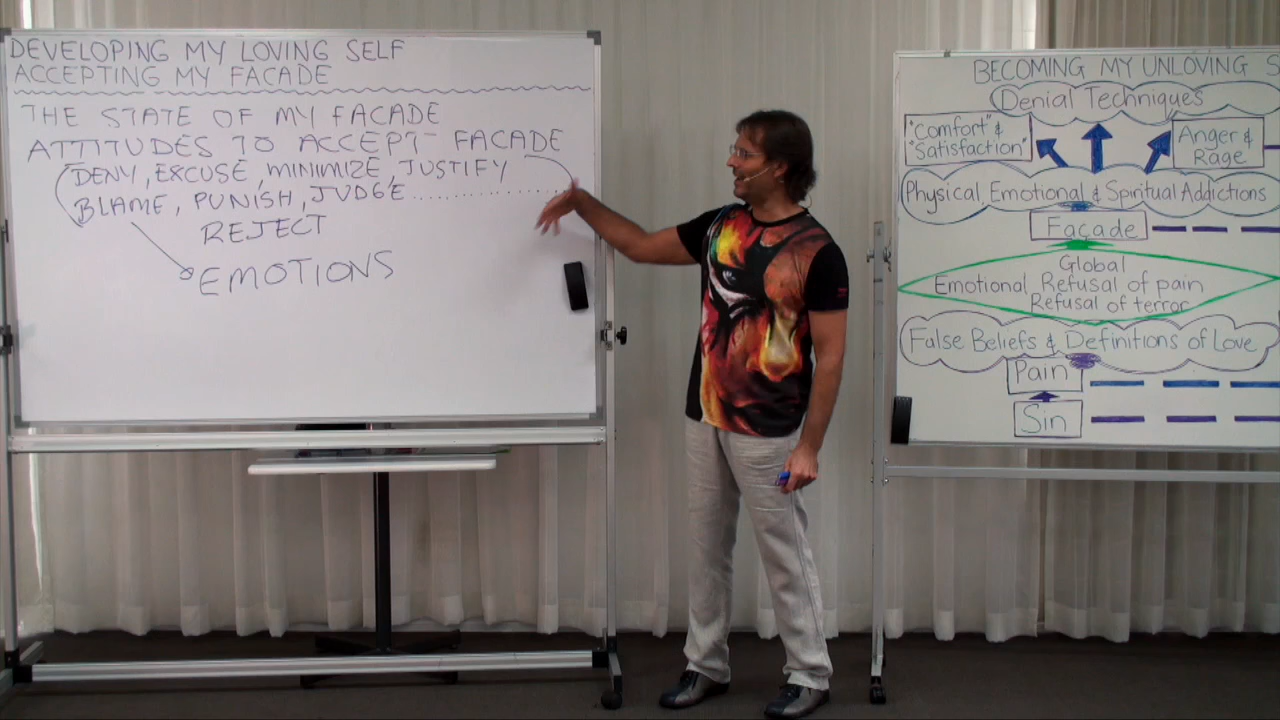 DEVELOPING MY LOVING SELF
ACCEPTING MY FACADE
THE STATE OF MY FACADE
ATTITUDES TO ACCEPT FACADE
DENY, EXCUSE, MINIMIZE, JUSTIFY
BLAME, PUNISH, JUDGE..............
REJECT
EMOTIONS
BECOMING MY UNLOVING S
Denial Techniques
"Comfort" &
"Satisfaction"
Anger &
Rage
Physical Emotional & Spiritual Addictions
Façade
Global
Emotional Refusal of pain
Refusal of terror
False Beliefs & Definitions of Love
Pain
Sin